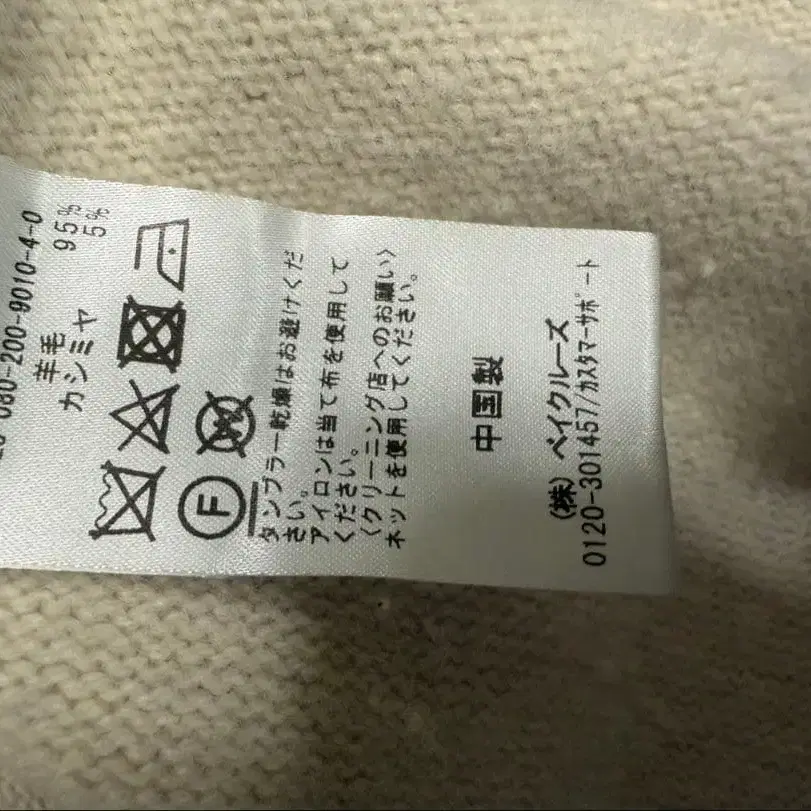 080-200-9010-4-0
羊毛 95%
カシミヤ 5%
F
W
タンブラー乾燥はお避けくだ
さい。
アイロンは当て布を使用して
ください。
〈クリーニング店へのお願い〉
ネットを使用してください。
中国製
(株) ベイクルーズ
0120-301457/カスタマーサポート